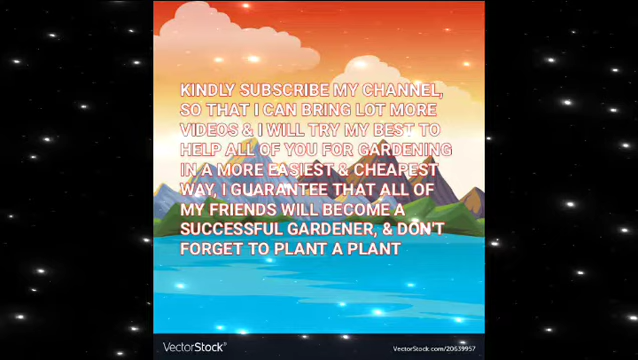 KINDLY SUBSCRIBE MY CHANNEL,
SO THAT I CAN BRING LOT MORE
VIDEOS & I WILL TRY MY BEST TO
HELP ALL OF YOU FOR GARDENING
IN A MORE EASIEST & CHEAPEST
WAY, I GUARANTEE THAT ALL OF
MY FRIENDS WILL BECOME A
SUCCESSFUL GARDENER, & DON'T
FORGET TO PLANT A PLANT
VectorStock®
VectorStock.com/20639957